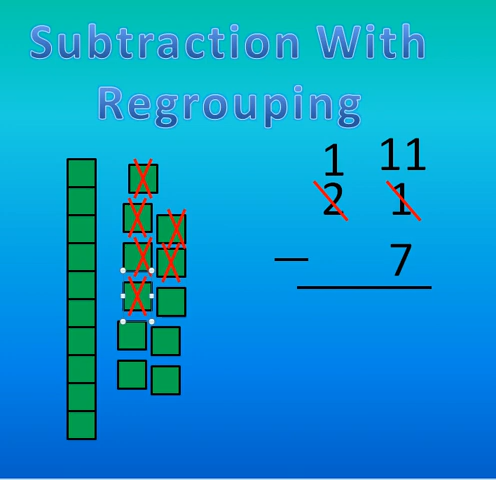 Subtraction With
Regrouping
1 11
2 1
— 7